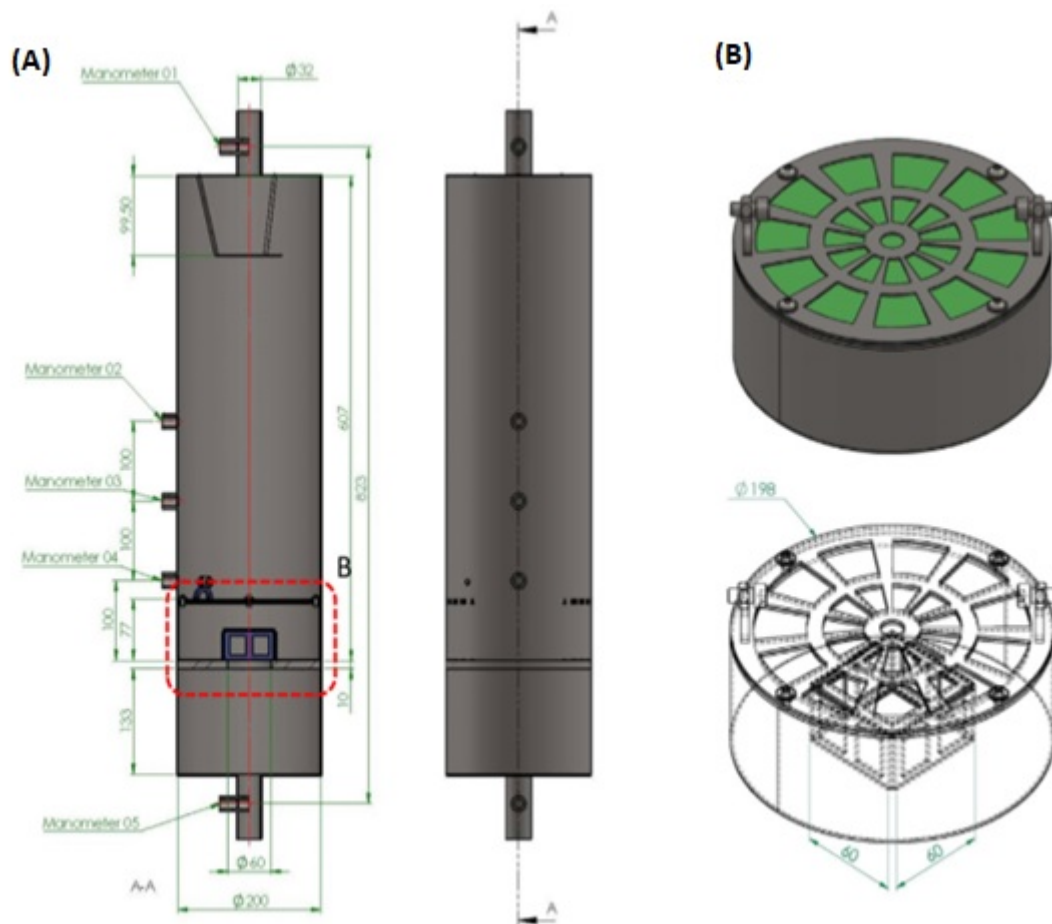 (A)
Manometer 01
Ø32
A
(B)
99,50
Manometer 02
100
607
823
Manometer 03
100
Manometer 04
B
100
77
10
133
Manometer 05
Ø60
A-A
Ø200
A
Ø198
60
60